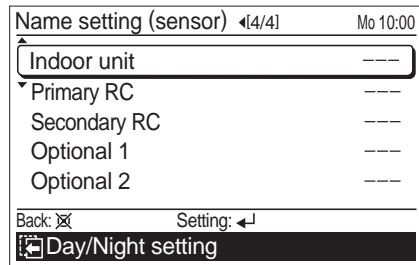 Name setting (sensor) ◂[4/4] Mo 10:00
Indoor unit ---
Primary RC ---
Secondary RC ---
Optional 1 ---
Optional 2 ---
Back: Setting: ↵
Day/Night setting